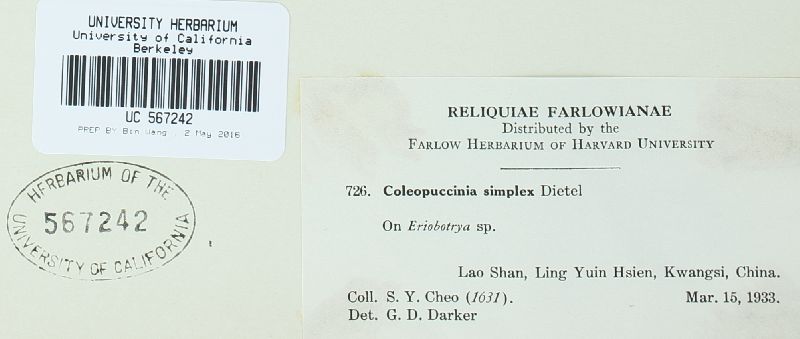 UNIVERSITY HERBARIUM
University of California
Berkeley
UC 567242
PREP BY Bin Wang , 2 May 2016
HERBARIUM OF THE
567242
UNIVERSITY OF CALIFORNIA
RELIQUIAE FARLOWIANAE
Distributed by the
FARLOW HERBARIUM OF HARVARD UNIVERSITY
726. Coleopuccinia simplex Dietel
On Eriobotrya sp.
Lao Shan, Ling Yuin Hsien, Kwangsi, China.
Coll. S. Y. Cheo (1631). Mar. 15, 1933.
Det. G. D. Darker